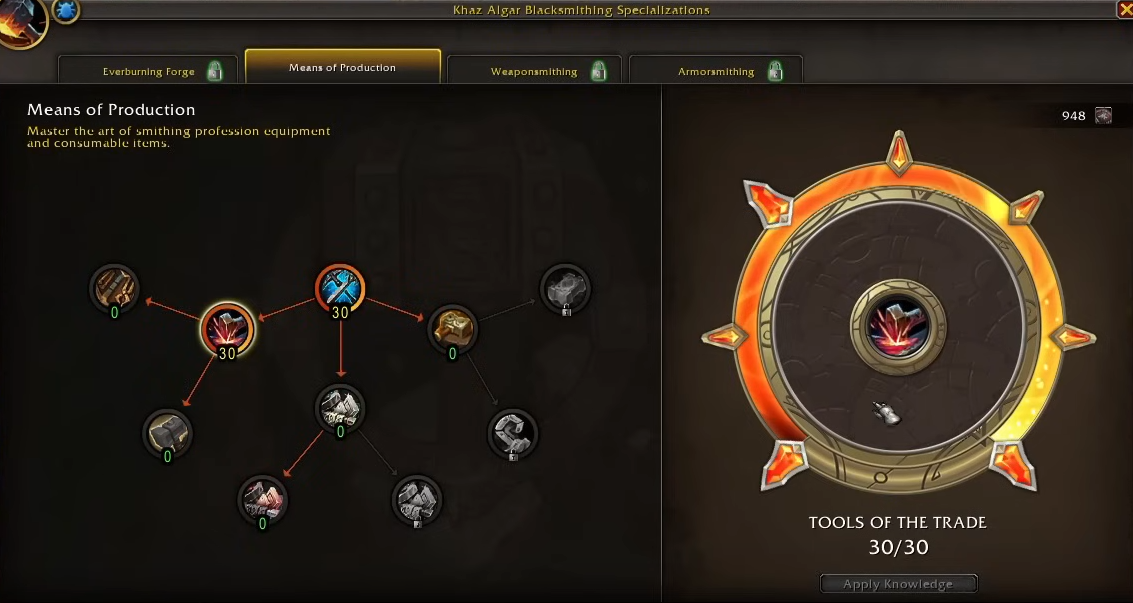 Khaz Algar Blacksmithing Specializations
Everburning Forge
Means of Production
Weaponsmithing
Armorsmithing
Means of Production
Master the art of smithing profession equipment
and consumable items.
948
0
30
30
0
0
0
0
TOOLS OF THE TRADE
30/30
Apply Knowledge